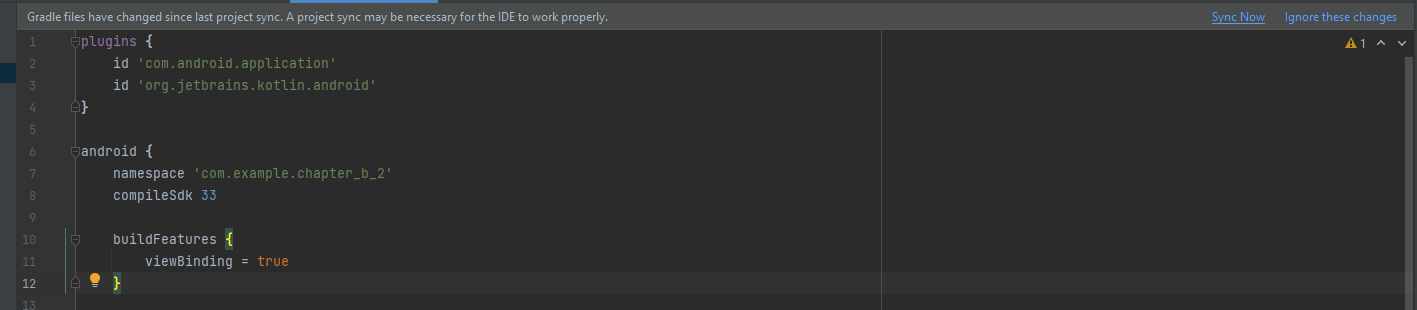 Gradle files have changed since last project sync. A project sync may be necessary for the IDE to work properly. Sync Now Ignore these changes
1 plugins {
2 id 'com.android.application'
3 id 'org.jetbrains.kotlin.android'
4 }
5
6 android {
7 namespace 'com.example.chapter_b_2'
8 compileSdk 33
9
10 buildFeatures {
11 viewBinding = true
12 }
13
1